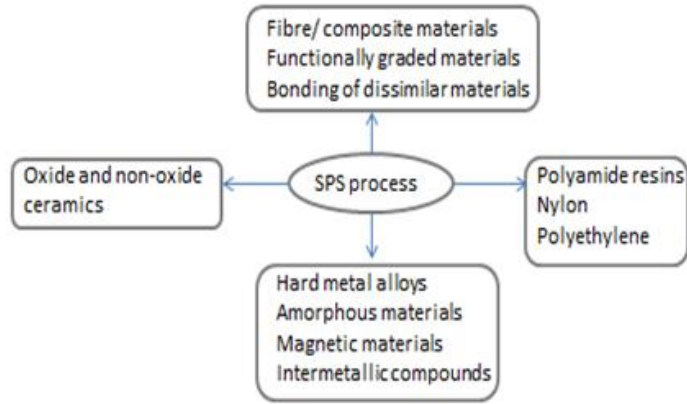 Fibre/ composite materials
Functionally graded materials
Bonding of dissimilar materials
Oxide and non-oxide
ceramics
SPS process
Polyamide resins
Nylon
Polyethylene
Hard metal alloys
Amorphous materials
Magnetic materials
Intermetallic compounds